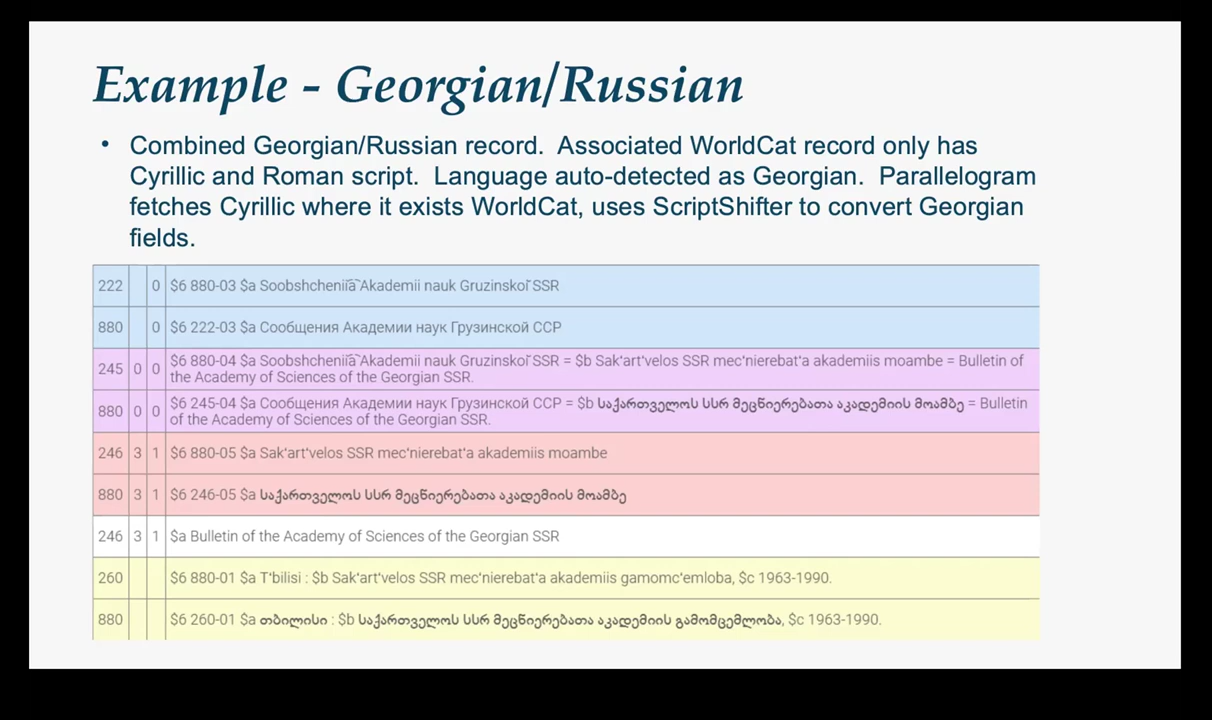 Example - Georgian/Russian
• Combined Georgian/Russian record.  Associated WorldCat record only has
Cyrillic and Roman script.  Language auto-detected as Georgian.  Parallelogram
fetches Cyrillic where it exists WorldCat, uses ScriptShifter to convert Georgian
fields.
222 0 $6 880-03 $a Soobshchenii͡a Akademii nauk Gruzinskoĭ SSR
880 0 $6 222-03 $a Сообщения Академии наук Грузинской ССР
245 0 0 $6 880-04 $a Soobshchenii͡a Akademii nauk Gruzinskoĭ SSR = $b Sakʻartʻvelos SSR mecʻnierebatʻa akademiis moambe = Bulletin of
the Academy of Sciences of the Georgian SSR.
880 0 0 $6 245-04 $a Сообщения Академии наук Грузинской ССР = $b საქართველოს სსრ მეცნიერებათა აკადემიის მოამბე = Bulletin
of the Academy of Sciences of the Georgian SSR.
246 3 1 $6 880-05 $a Sakʻartʻvelos SSR mecʻnierebatʻa akademiis moambe
880 3 1 $6 246-05 $a საქართველოს სსრ მეცნიერებათა აკადემიის მოამბე
246 3 1 $a Bulletin of the Academy of Sciences of the Georgian SSR
260 $6 880-01 $a Tʻbilisi : $b Sakʻartʻvelos SSR mecʻnierebatʻa akademiis gamomcʻemloba, $c 1963-1990.
880 $6 260-01 $a თბილისი : $b საქართველოს სსრ მეცნიერებათა აკადემიის გამომცემლობა, $c 1963-1990.